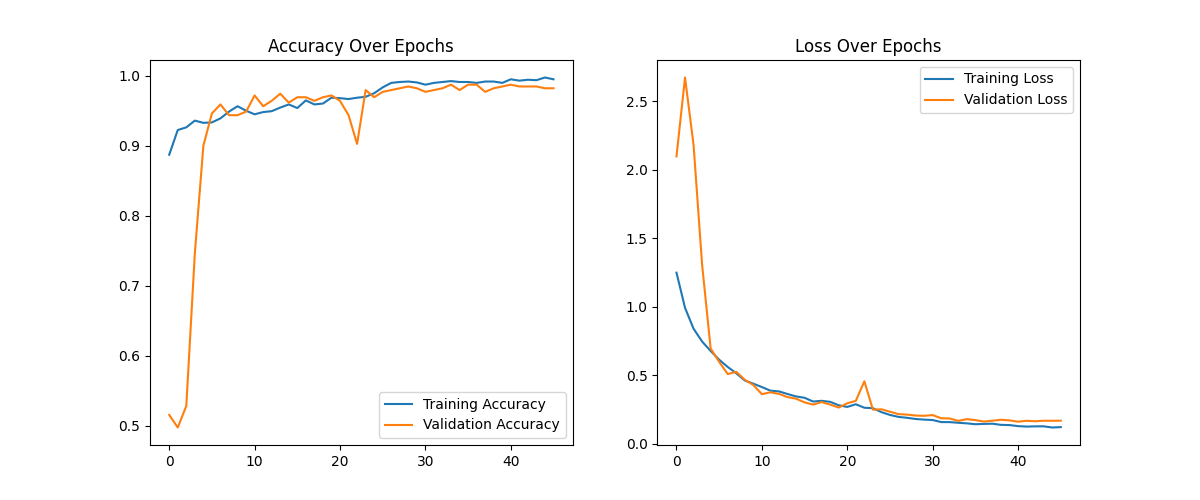 Accuracy Over Epochs
1.0
0.9
0.8
0.7
0.6
0.5
0 10 20 30 40
Training Accuracy
Validation Accuracy
Loss Over Epochs
2.5
2.0
1.5
1.0
0.5
0.0
0 10 20 30 40
Training Loss
Validation Loss